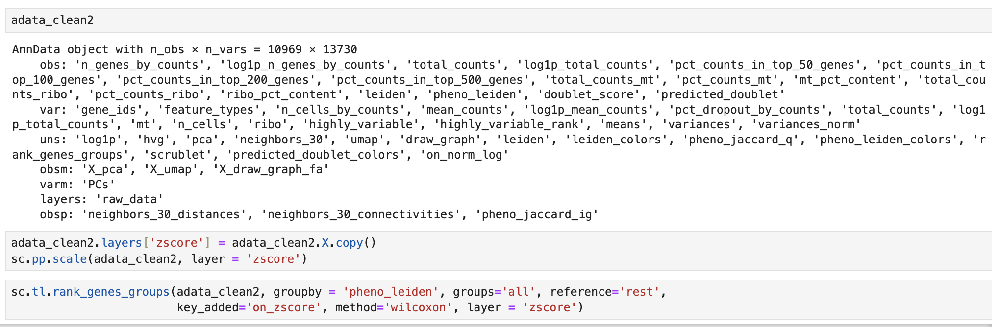 adata_clean2
AnnData object with n_obs × n_vars = 10969 × 13730
    obs: 'n_genes_by_counts', 'log1p_n_genes_by_counts', 'total_counts', 'log1p_total_counts', 'pct_counts_in_top_50_genes', 'pct_counts_in_t
op_100_genes', 'pct_counts_in_top_200_genes', 'pct_counts_in_top_500_genes', 'total_counts_mt', 'pct_counts_mt', 'mt_pct_content', 'total_cou
nts_ribo', 'pct_counts_ribo', 'ribo_pct_content', 'leiden', 'pheno_leiden', 'doublet_score', 'predicted_doublet'
    var: 'gene_ids', 'feature_types', 'n_cells_by_counts', 'mean_counts', 'log1p_mean_counts', 'pct_dropout_by_counts', 'total_counts', 'log1
p_total_counts', 'mt', 'n_cells', 'ribo', 'highly_variable', 'highly_variable_rank', 'means', 'variances', 'variances_norm'
    uns: 'log1p', 'hvg', 'pca', 'neighbors_30', 'umap', 'draw_graph', 'leiden', 'leiden_colors', 'pheno_jaccard_q', 'pheno_leiden_colors', 'r
ank_genes_groups', 'scrublet', 'predicted_doublet_colors', 'on_norm_log'
    obsm: 'X_pca', 'X_umap', 'X_draw_graph_fa'
    varm: 'PCs'
    layers: 'raw_data'
    obsp: 'neighbors_30_distances', 'neighbors_30_connectivities', 'pheno_jaccard_ig'
adata_clean2.layers['zscore'] = adata_clean2.X.copy()
sc.pp.scale(adata_clean2, layer = 'zscore')
sc.tl.rank_genes_groups(adata_clean2, groupby = 'pheno_leiden', groups='all', reference='rest',
                        key_added='on_zscore', method='wilcoxon', layer = 'zscore')